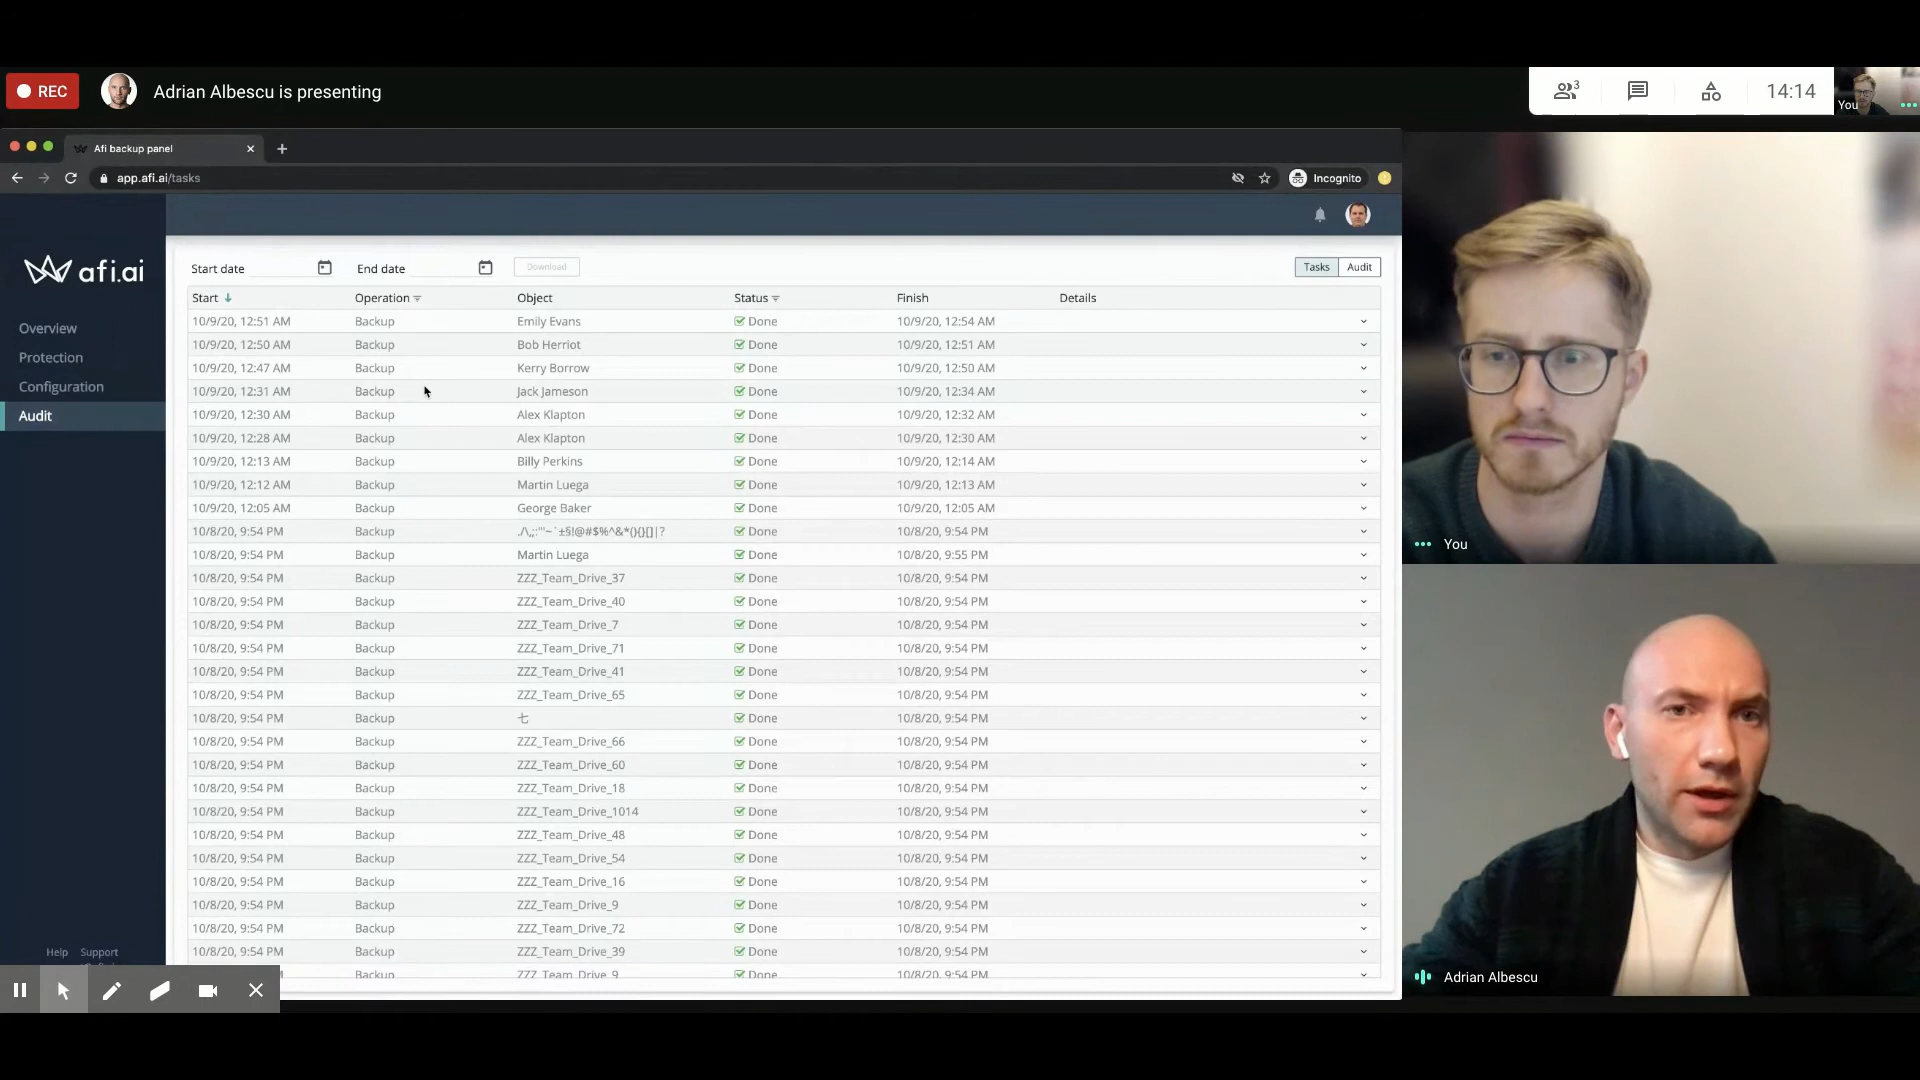 REC
Adrian Albescu is presenting
3
14:14
You
Afi backup panel
app.afi.ai/tasks
Incognito
afi.ai
Overview
Protection
Configuration
Audit
Help Support
Start date End date Download Tasks Audit
Start Operation Object Status Finish Details
10/9/20, 12:51 AM Backup Emily Evans Done 10/9/20, 12:54 AM
10/9/20, 12:50 AM Backup Bob Herriot Done 10/9/20, 12:51 AM
10/9/20, 12:47 AM Backup Kerry Borrow Done 10/9/20, 12:50 AM
10/9/20, 12:31 AM Backup Jack Jameson Done 10/9/20, 12:34 AM
10/9/20, 12:30 AM Backup Alex Klapton Done 10/9/20, 12:32 AM
10/9/20, 12:28 AM Backup Alex Klapton Done 10/9/20, 12:30 AM
10/9/20, 12:13 AM Backup Billy Perkins Done 10/9/20, 12:14 AM
10/9/20, 12:12 AM Backup Martin Luega Done 10/9/20, 12:13 AM
10/9/20, 12:05 AM Backup George Baker Done 10/9/20, 12:05 AM
10/8/20, 9:54 PM Backup ./\,;:"'~`±§!@#$%^&*(){}[]|? Done 10/8/20, 9:54 PM
10/8/20, 9:54 PM Backup Martin Luega Done 10/8/20, 9:55 PM
10/8/20, 9:54 PM Backup ZZZ_Team_Drive_37 Done 10/8/20, 9:54 PM
10/8/20, 9:54 PM Backup ZZZ_Team_Drive_40 Done 10/8/20, 9:54 PM
10/8/20, 9:54 PM Backup ZZZ_Team_Drive_7 Done 10/8/20, 9:54 PM
10/8/20, 9:54 PM Backup ZZZ_Team_Drive_71 Done 10/8/20, 9:54 PM
10/8/20, 9:54 PM Backup ZZZ_Team_Drive_41 Done 10/8/20, 9:54 PM
10/8/20, 9:54 PM Backup ZZZ_Team_Drive_65 Done 10/8/20, 9:54 PM
10/8/20, 9:54 PM Backup 七 Done 10/8/20, 9:54 PM
10/8/20, 9:54 PM Backup ZZZ_Team_Drive_66 Done 10/8/20, 9:54 PM
10/8/20, 9:54 PM Backup ZZZ_Team_Drive_60 Done 10/8/20, 9:54 PM
10/8/20, 9:54 PM Backup ZZZ_Team_Drive_18 Done 10/8/20, 9:54 PM
10/8/20, 9:54 PM Backup ZZZ_Team_Drive_1014 Done 10/8/20, 9:54 PM
10/8/20, 9:54 PM Backup ZZZ_Team_Drive_48 Done 10/8/20, 9:54 PM
10/8/20, 9:54 PM Backup ZZZ_Team_Drive_54 Done 10/8/20, 9:54 PM
10/8/20, 9:54 PM Backup ZZZ_Team_Drive_16 Done 10/8/20, 9:54 PM
10/8/20, 9:54 PM Backup ZZZ_Team_Drive_9 Done 10/8/20, 9:54 PM
10/8/20, 9:54 PM Backup ZZZ_Team_Drive_72 Done 10/8/20, 9:54 PM
10/8/20, 9:54 PM Backup ZZZ_Team_Drive_39 Done 10/8/20, 9:54 PM
Backup ZZZ_Team_Drive_9 Done 10/8/20, 9:54 PM
You
Adrian Albescu